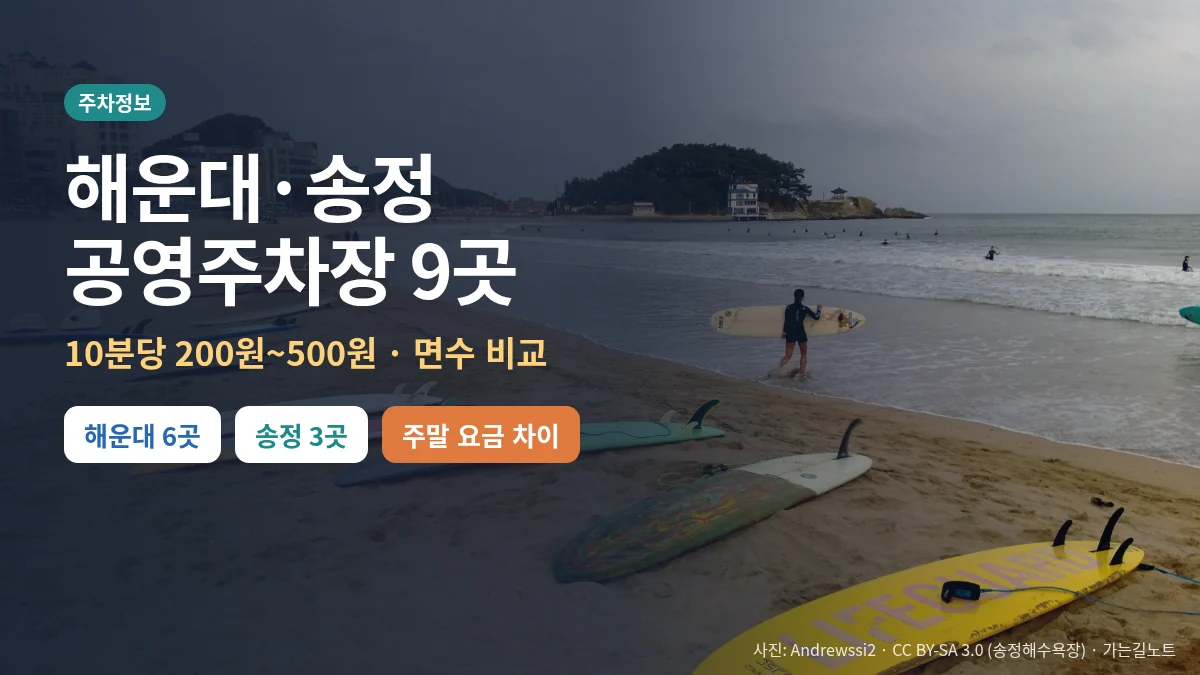 주차정보
해운대·송정
공영주차장 9곳
10분당 200원~500원 · 면수 비교
해운대 6곳
송정 3곳
주말 요금 차이
LIFEGUARD
사진: Andrewssi2 · CC BY-SA 3.0 (송정해수욕장) · 가는길노트